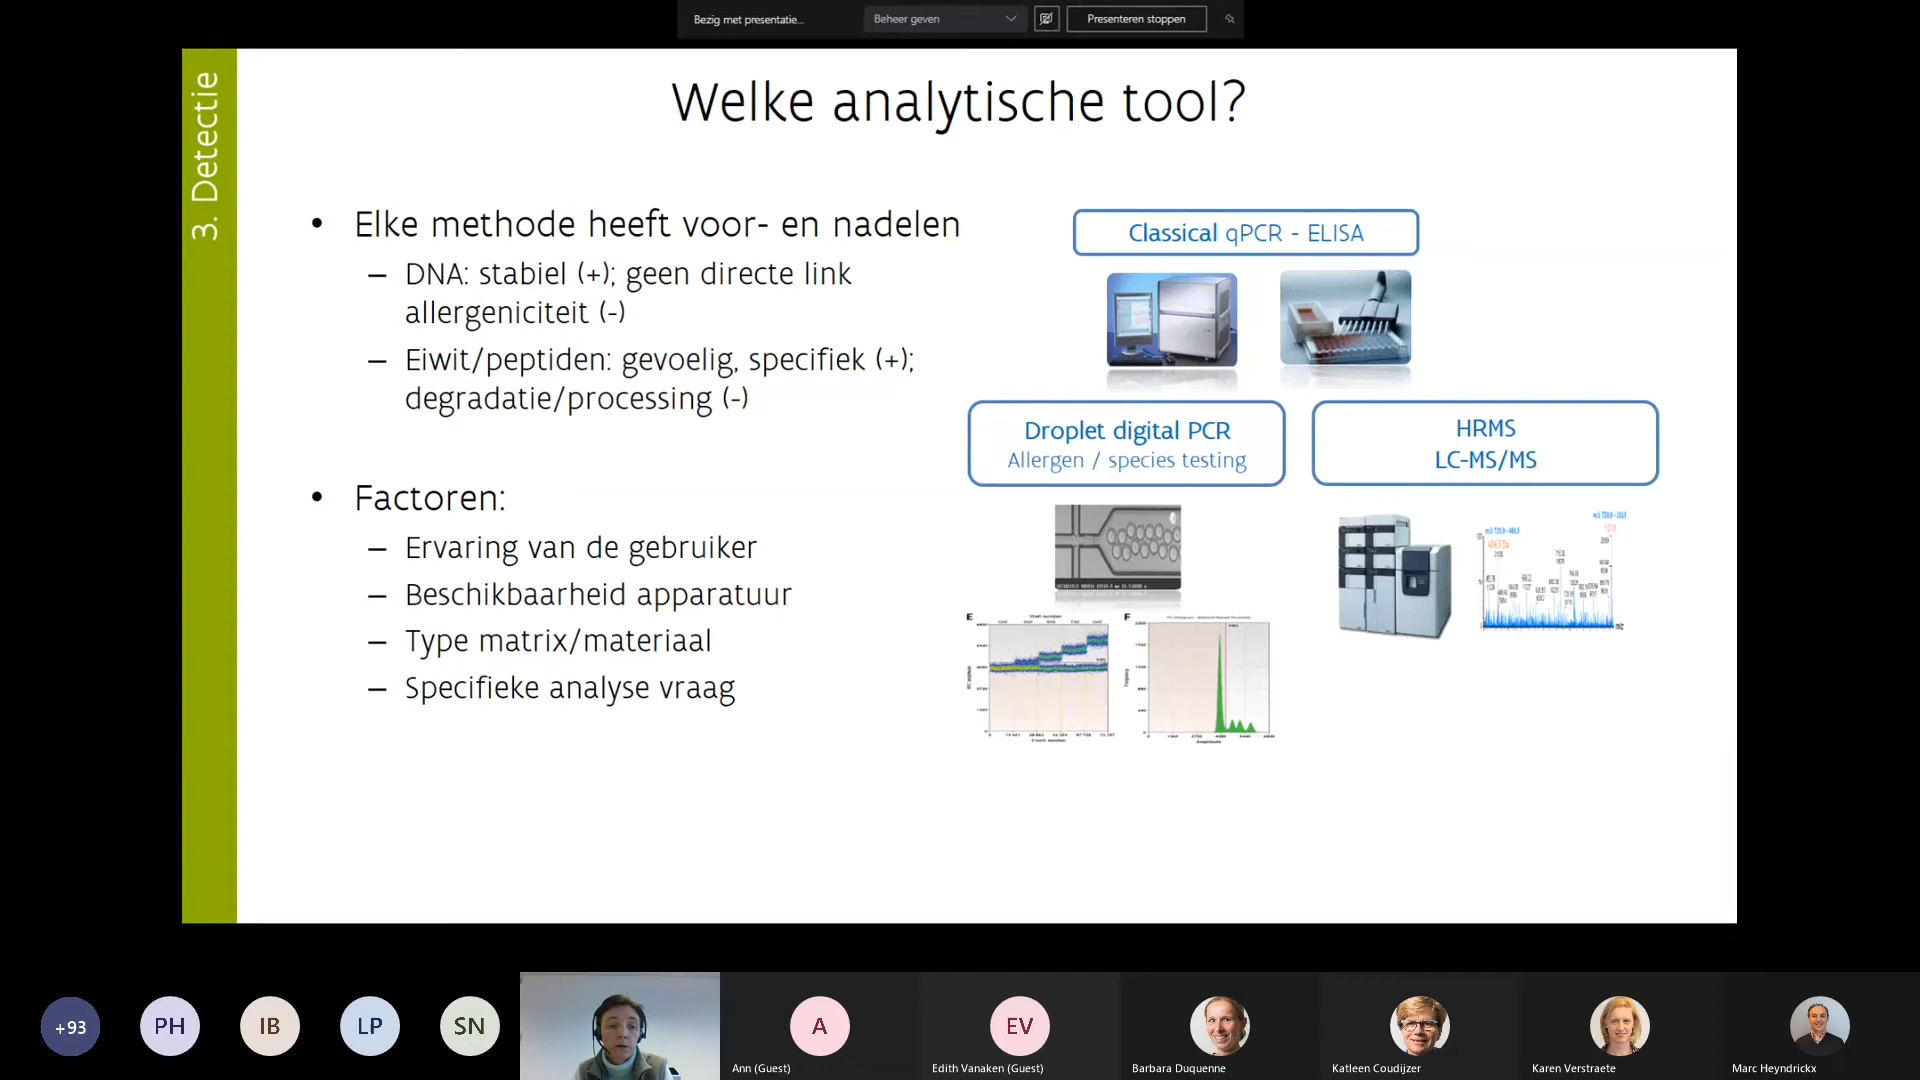 Bezig met presentatie...
Beheer geven
Presenteren stoppen
3. Detectie
Welke analytische tool?
• Elke methode heeft voor- en nadelen
– DNA: stabiel (+); geen directe link
allergeniciteit (-)
– Eiwit/peptiden: gevoelig, specifiek (+);
degradatie/processing (-)
• Factoren:
– Ervaring van de gebruiker
– Beschikbaarheid apparatuur
– Type matrix/materiaal
– Specifieke analyse vraag
Classical qPCR - ELISA
Droplet digital PCR
Allergen / species testing
HRMS
LC-MS/MS
E
F
m/z
+93
PH
IB
LP
SN
A
Ann (Guest)
EV
Edith Vanaken (Guest)
Barbara Duquenne
Katleen Coudijzer
Karen Verstraete
Marc Heyndrickx